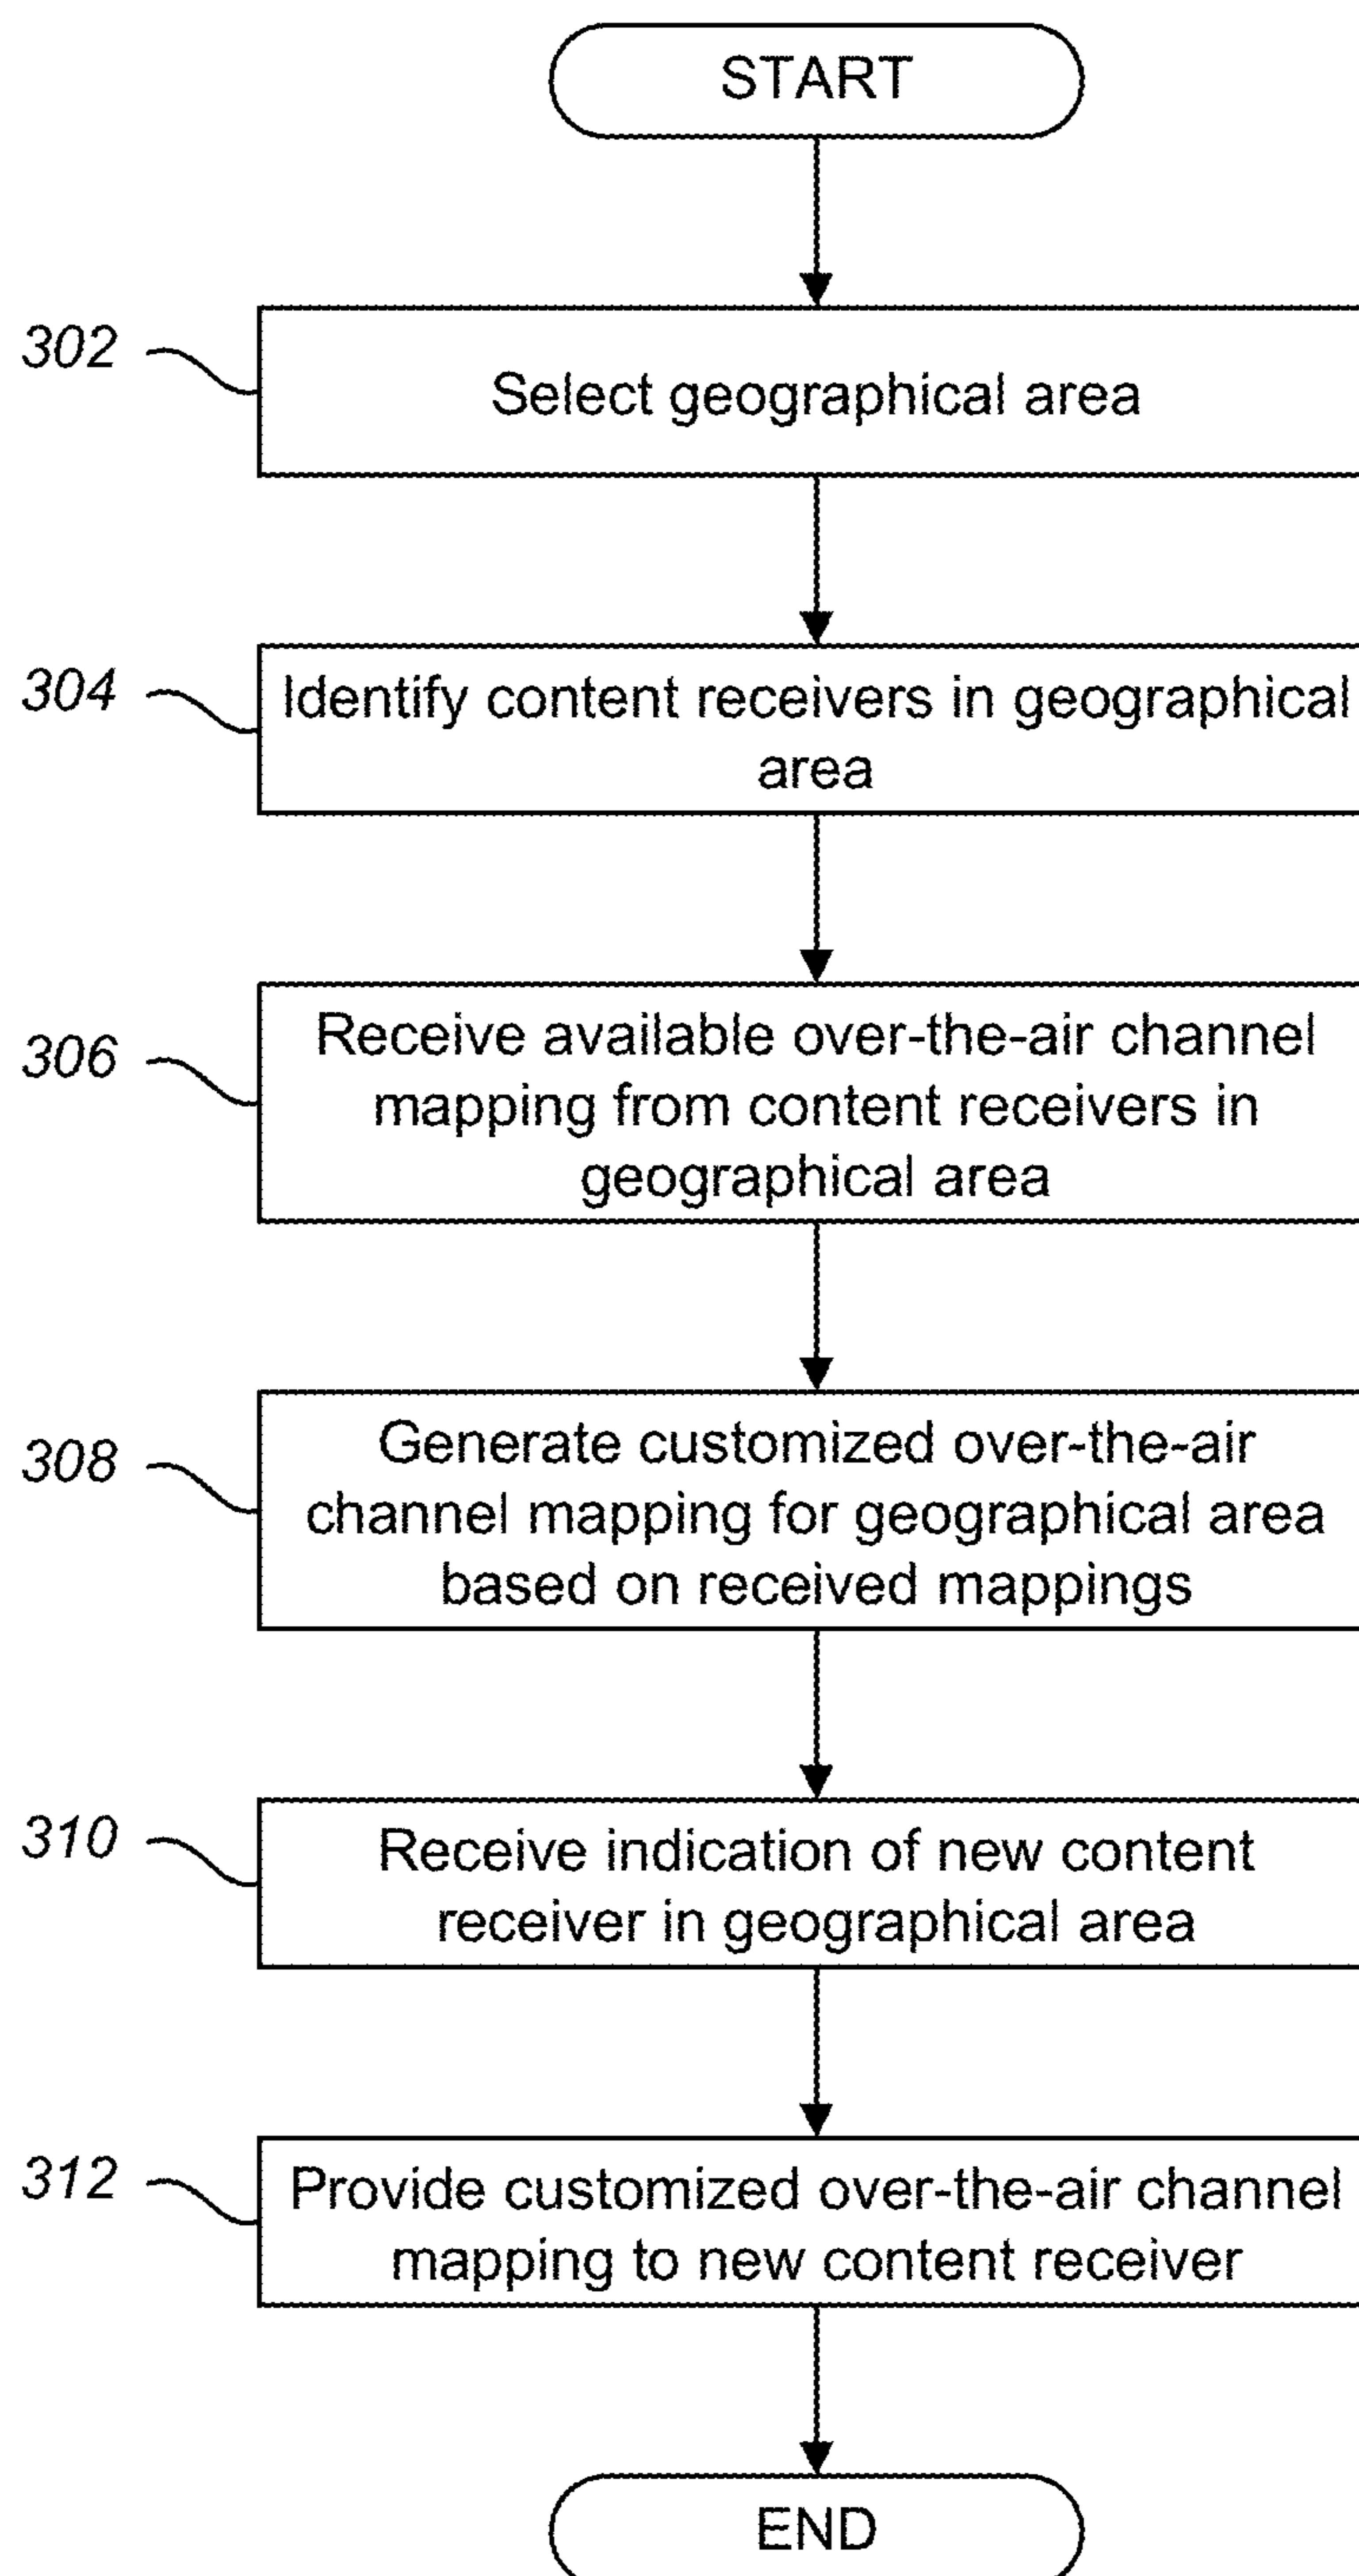 START
302
Select geographical area
304
Identify content receivers in geographical
area
306
Receive available over-the-air channel
mapping from content receivers in
geographical area
308
Generate customized over-the-air
channel mapping for geographical area
based on received mappings
310
Receive indication of new content
receiver in geographical area
312
Provide customized over-the-air channel
mapping to new content receiver
END